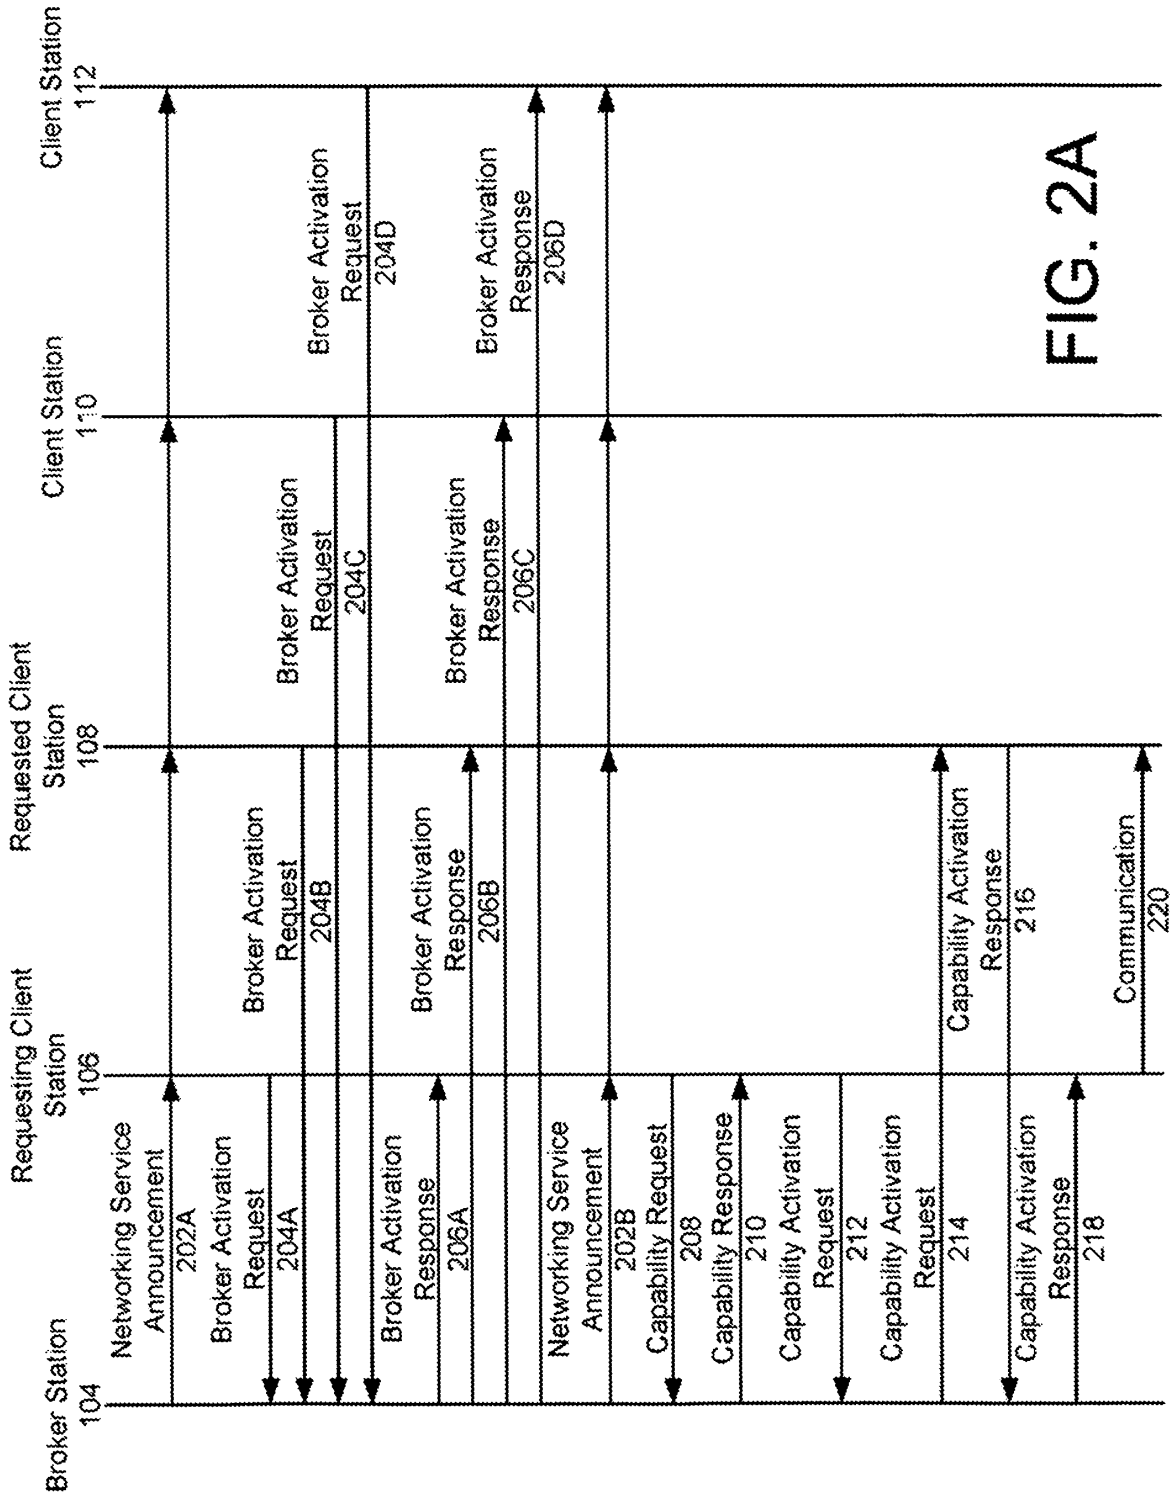 Broker Station
104
Requesting Client
Station
106
Requested Client
Station
108
Client Station
110
Client Station
112
Networking Service
Announcement
202A
Broker Activation
Request
204A
Broker Activation
Request
204B
Broker Activation
Request
204C
Broker Activation
Request
204D
Broker Activation
Response
206A
Broker Activation
Response
206B
Broker Activation
Response
206C
Broker Activation
Response
206D
Networking Service
Announcement
202B
Capability Request
208
Capability Response
210
Capability Activation
Request
212
Capability Activation
Request
214
Capability Activation
Response
216
Capability Activation
Response
218
Communication
220
FIG. 2A